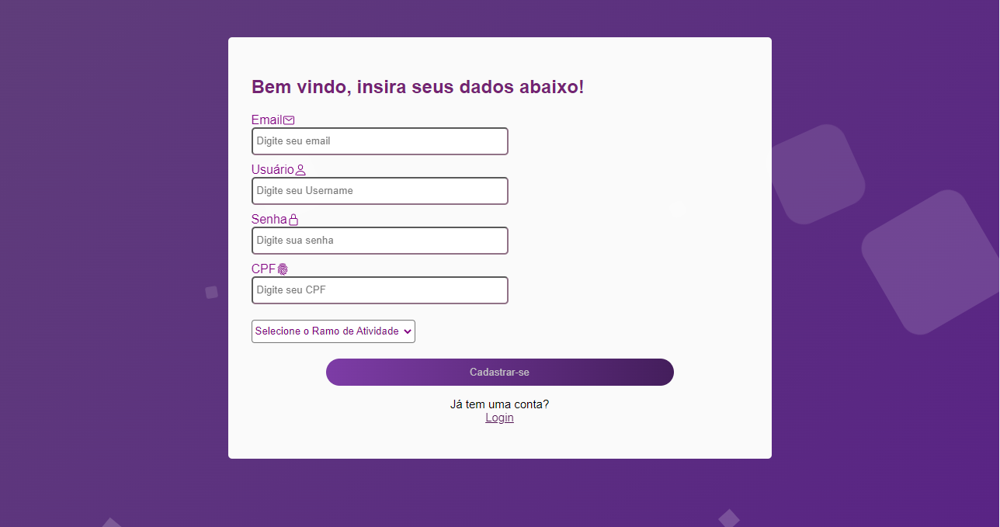 Bem vindo, insira seus dados abaixo!
Email
Digite seu email
Usuário
Digite seu Username
Senha
Digite sua senha
CPF
Digite seu CPF
Selecione o Ramo de Atividade
Cadastrar-se
Já tem uma conta?
Login